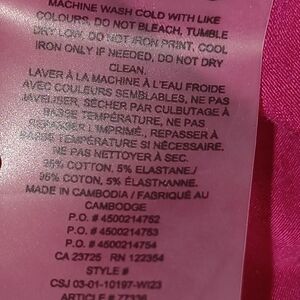 MACHINE WASH COLD WITH LIKE
COLOURS, DO NOT BLEACH, TUMBLE
DRY LOW, DO NOT IRON PRINT, COOL
IRON ONLY IF NEEDED, DO NOT DRY
CLEAN.
LAVER À LA MACHINE À L'EAU FROIDE
AVEC COULEURS SEMBLABLES, NE PAS
JAVELISER, SÉCHER PAR CULBUTAGE À
BASSE TEMPÉRATURE, NE PAS
REPASSER L'IMPRIMÉ., REPASSER À
BASSE TEMPÉRATURE SI NÉCESSAIRE.
NE PAS NETTOYER À SEC.
95% COTON, 5% ELASTANE./
95% COTON, 5% ÉLASTHANNE.
MADE IN CAMBODIA / FABRIQUÉ AU
CAMBODGE
P.O. # 4500214752
P.O. # 4500214753
P.O. # 4500214754
CA 23725 RN 122354
STYLE #
CSJ 03-01-10197-WI23
ARTICLE # 77336